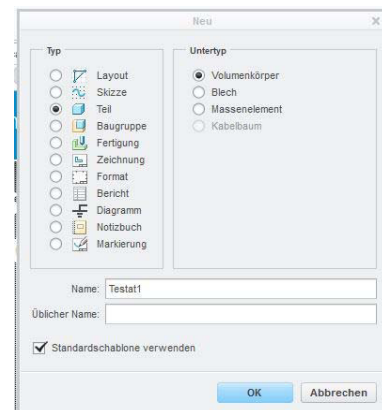 Neu
Typ
Layout
Skizze
Teil
Baugruppe
Fertigung
Zeichnung
Format
Bericht
Diagramm
Notizbuch
Markierung
Untertyp
Volumenkörper
Blech
Massenelement
Kabelbaum
Name: Testat1
Üblicher Name:
Standardschablone verwenden
OK Abbrechen